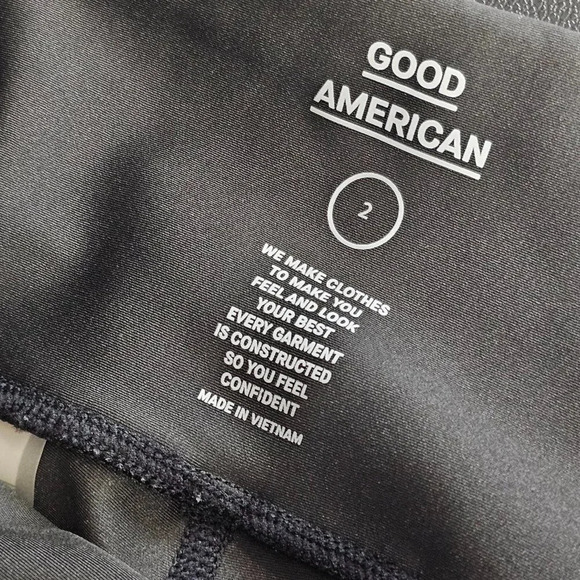 GOOD
AMERICAN
2
WE MAKE CLOTHES
TO MAKE YOU
FEEL AND LOOK
YOUR BEST
EVERY GARMENT
IS CONSTRUCTED
SO YOU FEEL
CONFIDENT
MADE IN VIETNAM